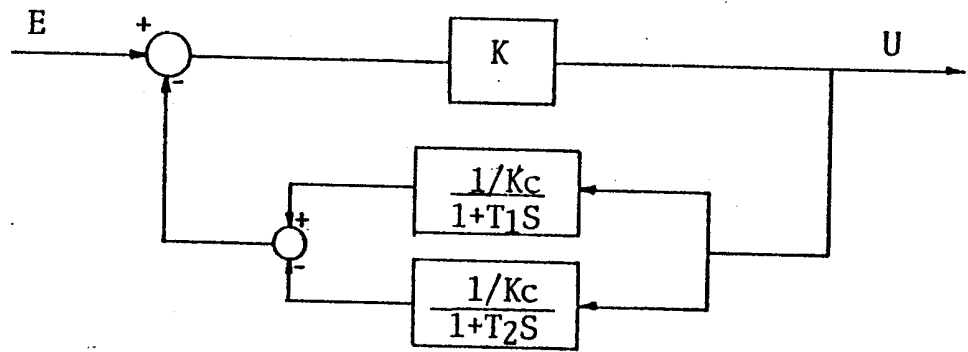 E
+
-
K
U
1/Kc
1+T1S
+
-
1/Kc
1+T2S